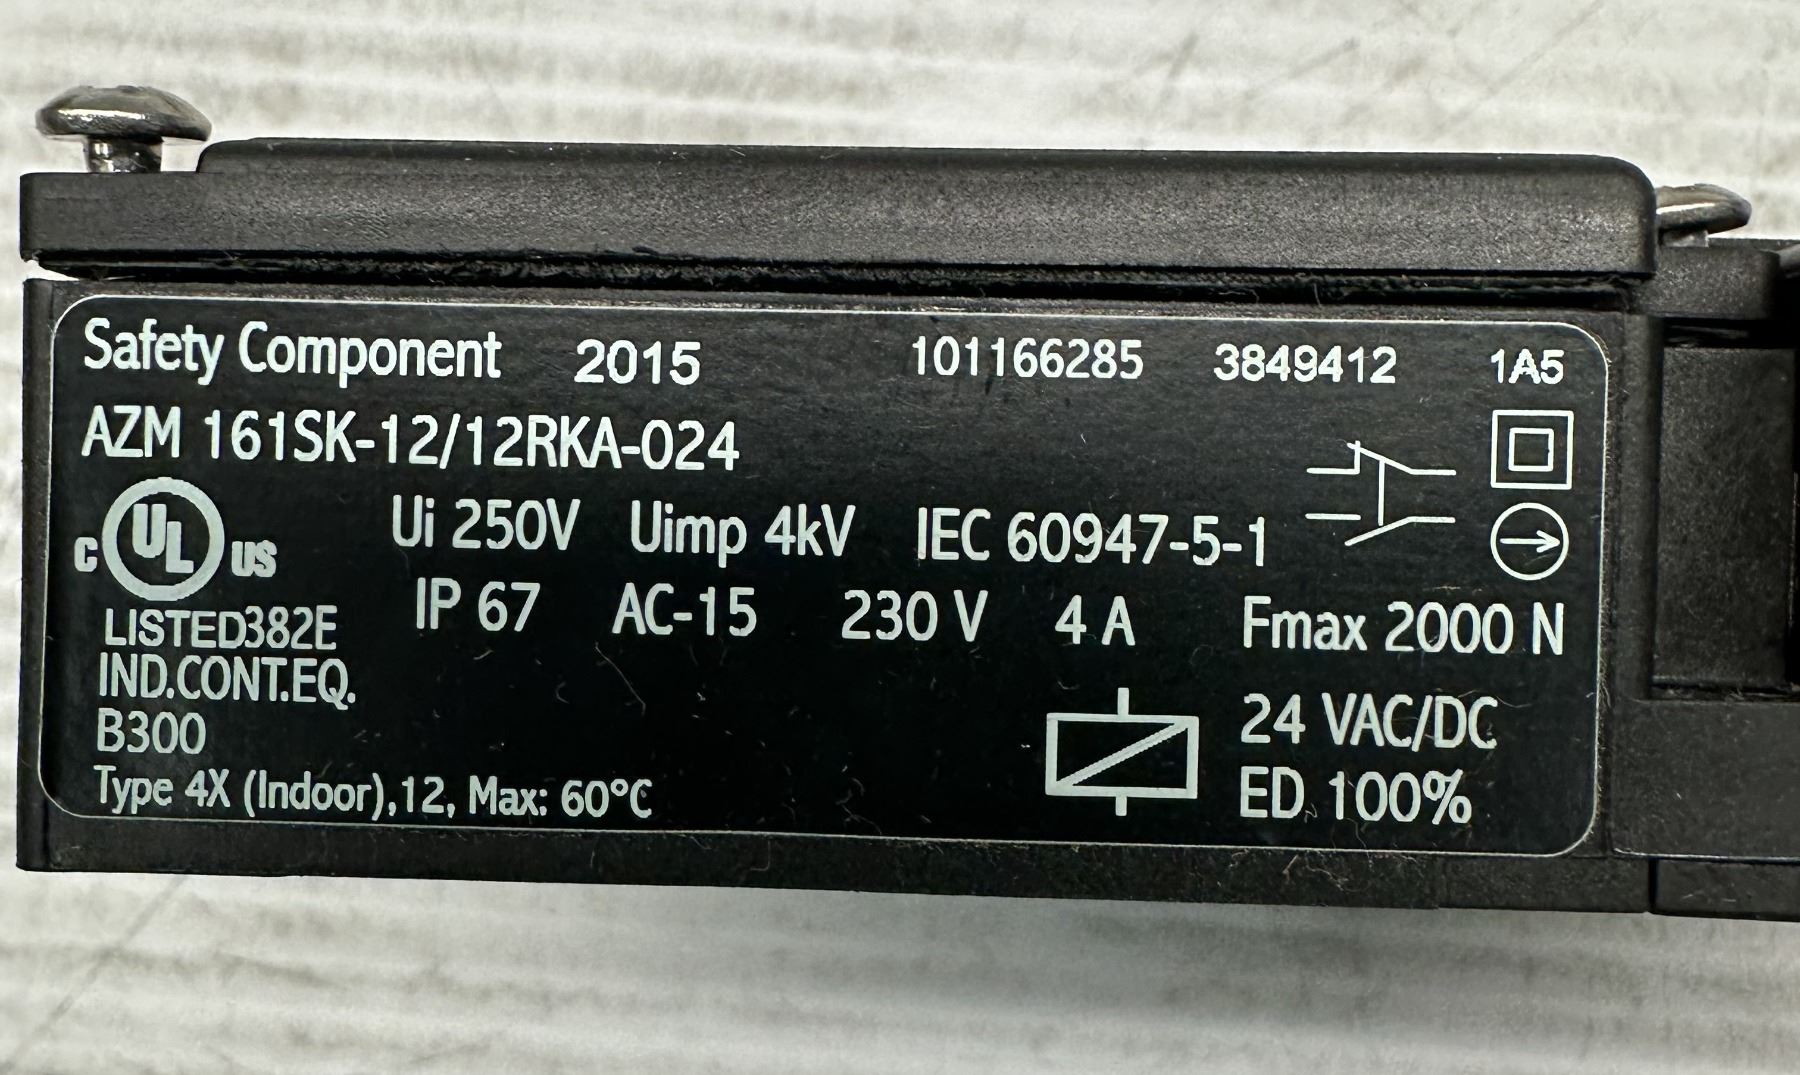 Safety Component 2015 101166285 3849412 1A5
AZM 161SK-12/12RKA-024
Ui 250V Uimp 4kV IEC 60947-5-1
C UL US
IP 67 AC-15 230 V 4 A Fmax 2000 N
LISTED382E
IND.CONT.EQ.
B300
24 VAC/DC
Type 4X (Indoor),12, Max: 60°C
ED 100%